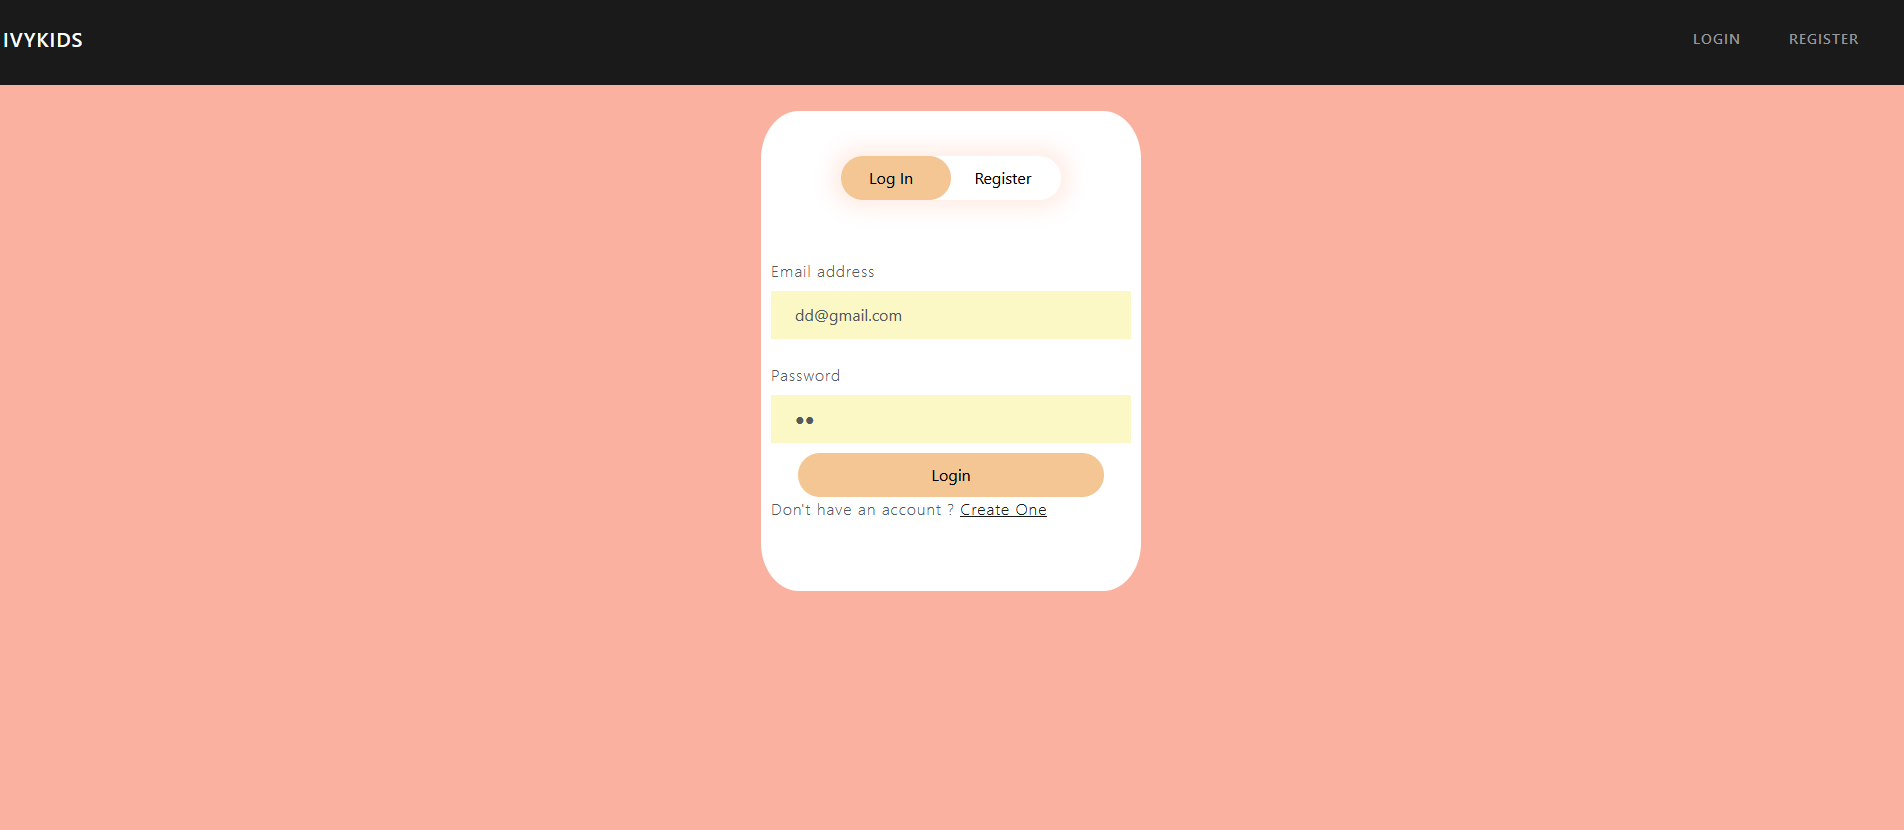 IVYKIDS
LOGIN REGISTER
Log In Register
Email address
dd@gmail.com
Password
••
Login
Don't have an account ? Create One